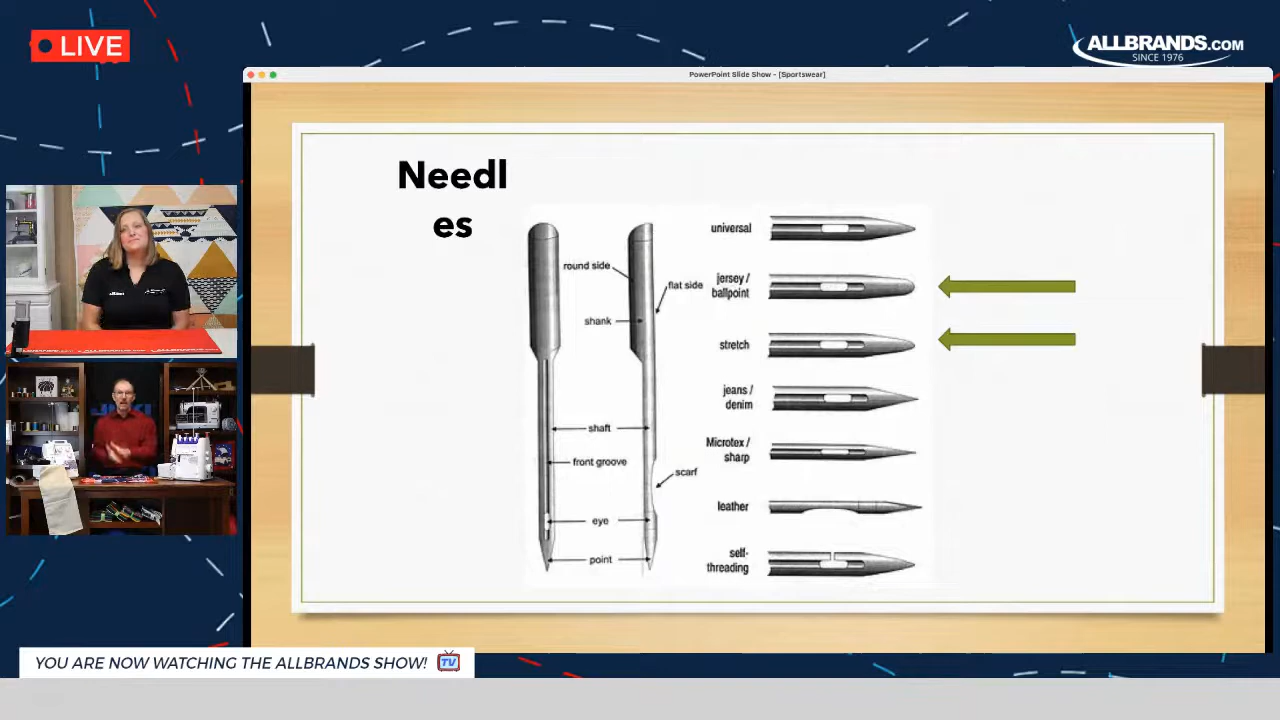 LIVE
ALLBRANDS.COM
SINCE 1976
PowerPoint Slide Show - [Sportswear]
Needl
es
round side
flat side
shank
shaft
front groove
scarf
eye
point
universal
jersey /
ballpoint
stretch
jeans /
denim
Microtex /
sharp
leather
self-
threading
JUKI
YOU ARE NOW WATCHING THE ALLBRANDS SHOW!
TV